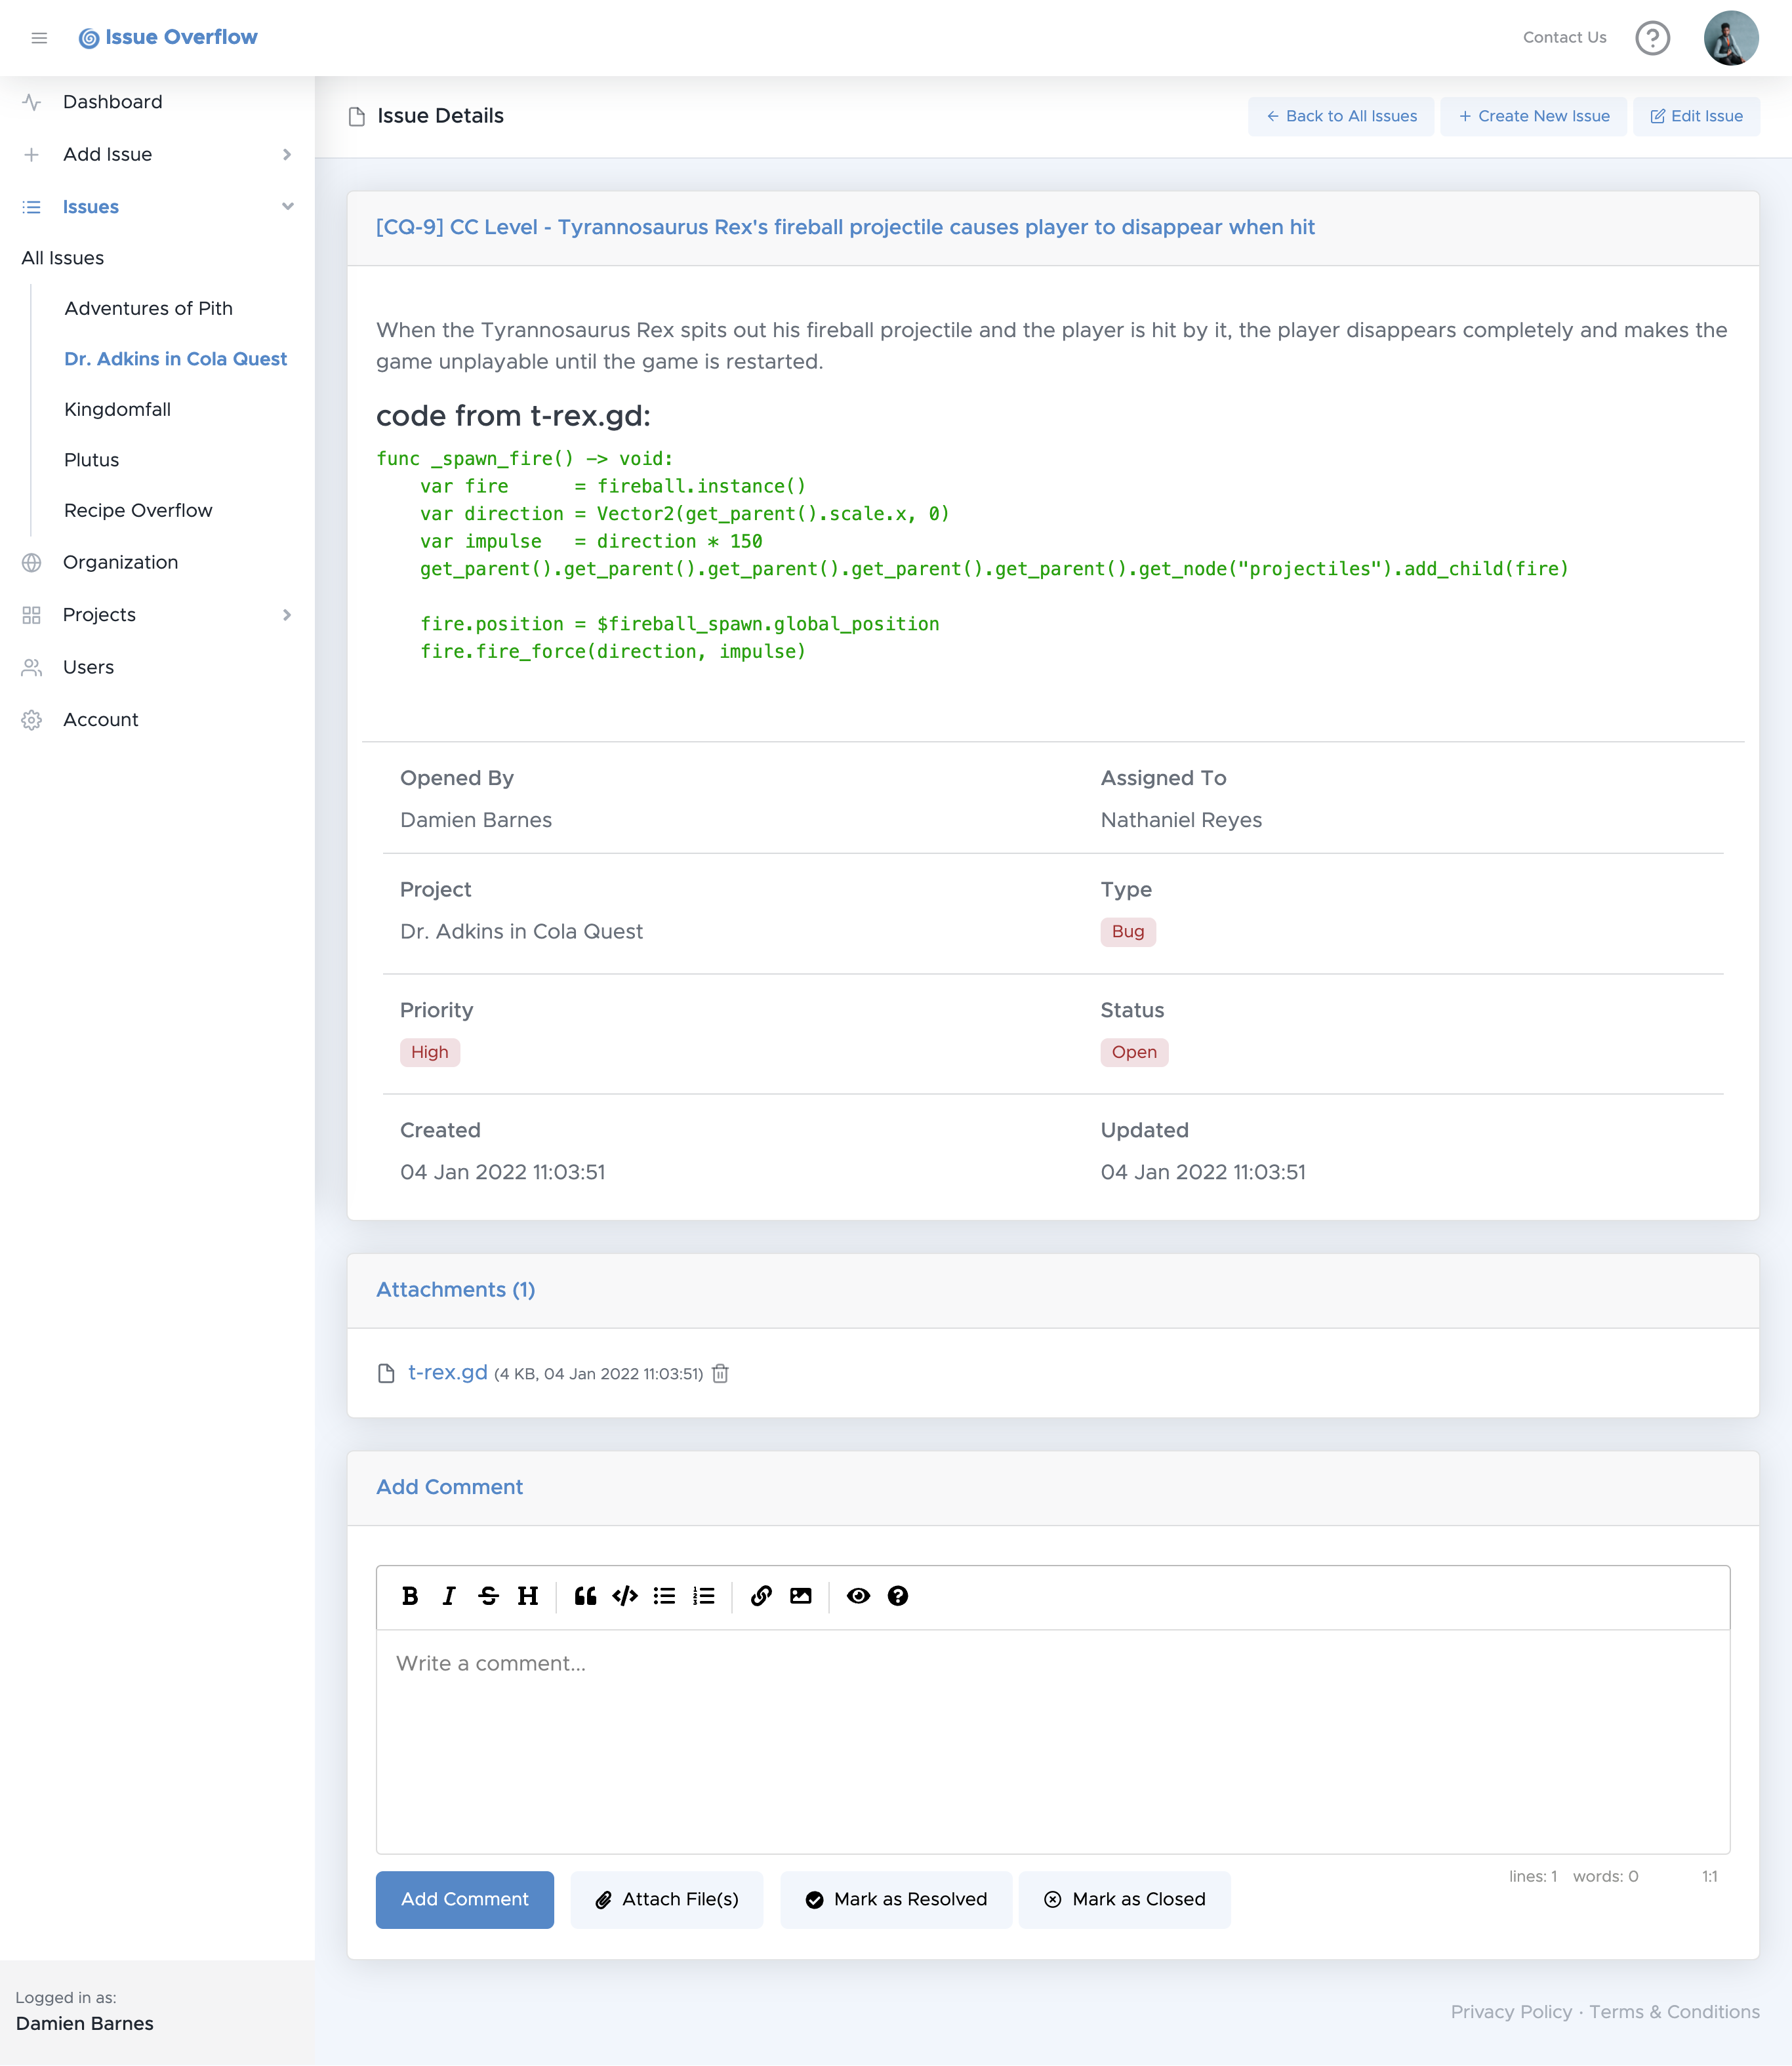 Issue Overflow
Contact Us
Dashboard
Add Issue
Issues
All Issues
Adventures of Pith
Dr. Adkins in Cola Quest
Kingdomfall
Plutus
Recipe Overflow
Organization
Projects
Users
Account
Logged in as:
Damien Barnes
Issue Details
Back to All Issues
Create New Issue
Edit Issue
[CQ-9] CC Level - Tyrannosaurus Rex's fireball projectile causes player to disappear when hit
When the Tyrannosaurus Rex spits out his fireball projectile and the player is hit by it, the player disappears completely and makes the
game unplayable until the game is restarted.
code from t-rex.gd:
func _spawn_fire() -> void:
    var fire      = fireball.instance()
    var direction = Vector2(get_parent().scale.x, 0)
    var impulse   = direction * 150
    get_parent().get_parent().get_parent().get_parent().get_parent().get_node("projectiles").add_child(fire)
    fire.position = $fireball_spawn.global_position
    fire.fire_force(direction, impulse)
Opened By
Damien Barnes
Assigned To
Nathaniel Reyes
Project
Dr. Adkins in Cola Quest
Type
Bug
Priority
High
Status
Open
Created
04 Jan 2022 11:03:51
Updated
04 Jan 2022 11:03:51
Attachments (1)
t-rex.gd (4 KB, 04 Jan 2022 11:03:51)
Add Comment
Write a comment...
lines: 1 words: 0 1:1
Add Comment
Attach File(s)
Mark as Resolved
Mark as Closed
Privacy Policy · Terms & Conditions